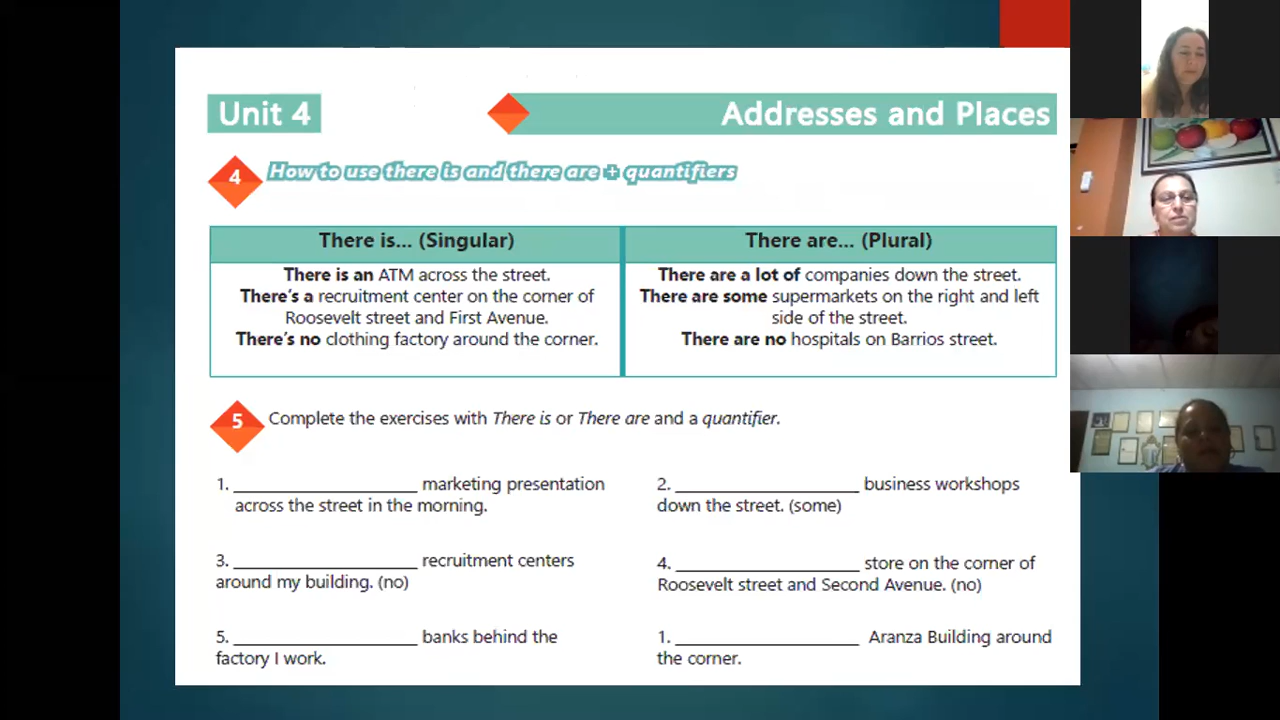 Unit 4
Addresses and Places
4
How to use there is and there are + quantifiers
There is... (Singular)
There is an ATM across the street.
There's a recruitment center on the corner of
Roosevelt street and First Avenue.
There's no clothing factory around the corner.
There are... (Plural)
There are a lot of companies down the street.
There are some supermarkets on the right and left
side of the street.
There are no hospitals on Barrios street.
5
Complete the exercises with There is or There are and a quantifier.
1. ___________________ marketing presentation
across the street in the morning.
2. ___________________ business workshops
down the street. (some)
3. ___________________ recruitment centers
around my building. (no)
4. ___________________ store on the corner of
Roosevelt street and Second Avenue. (no)
5. ___________________ banks behind the
factory I work.
1. ___________________ Aranza Building around
the corner.